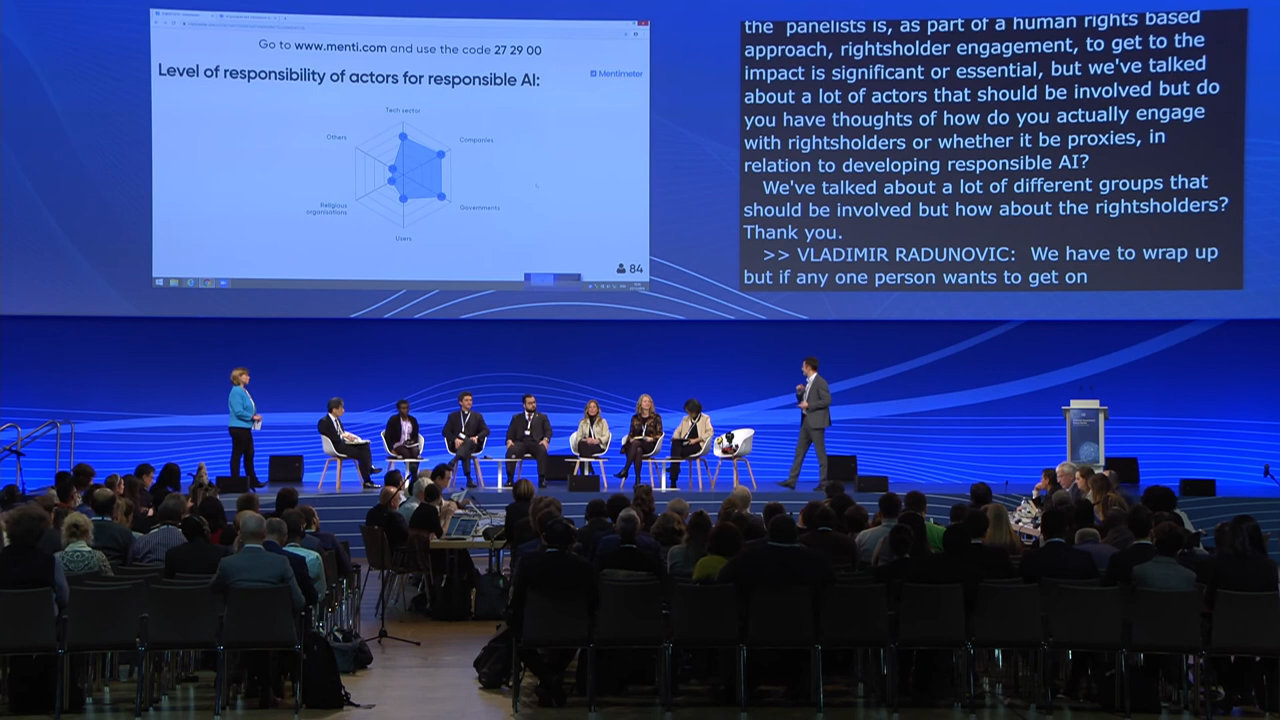 Go to www.menti.com and use the code 27 29 00
Level of responsibility of actors for responsible AI:
Mentimeter
Tech sector
Others
Companies
Religious
organisations
Governments
Users
84
the panelists is, as part of a human rights based
approach, rightsholder engagement, to get to the
impact is significant or essential, but we've talked
about a lot of actors that should be involved but do
you have thoughts of how do you actually engage
with rightsholders or whether it be proxies, in
relation to developing responsible AI?
We've talked about a lot of different groups that
should be involved but how about the rightsholders?
Thank you.
>> VLADIMIR RADUNOVIC: We have to wrap up
but if any one person wants to get on